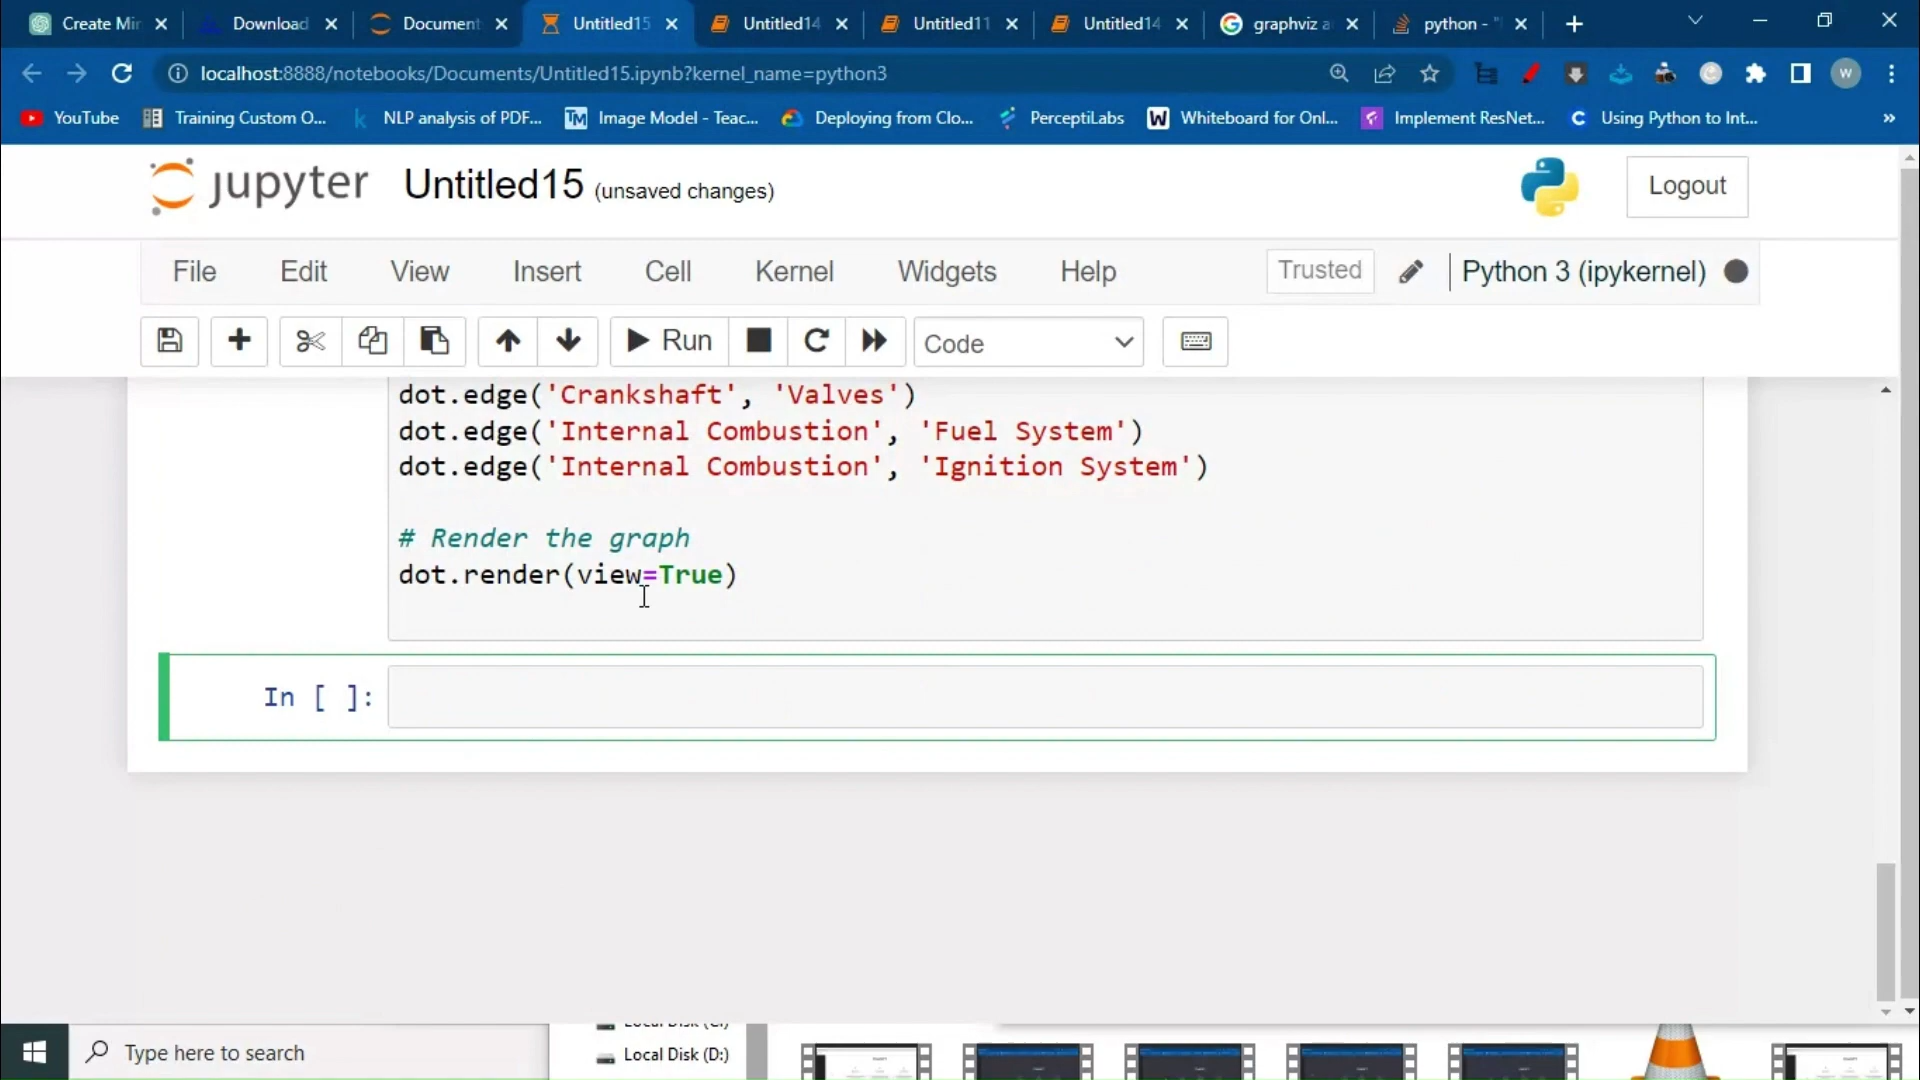 Create Mir
Download
Document
Untitled15
Untitled14
Untitled11
Untitled14
graphviz a
python - "
localhost:8888/notebooks/Documents/Untitled15.ipynb?kernel_name=python3
W
YouTube
Training Custom O...
NLP analysis of PDF...
TM
Image Model - Teac...
Deploying from Clo...
PerceptiLabs
W
Whiteboard for Onl...
Implement ResNet...
C
Using Python to Int...
jupyter
Untitled15 (unsaved changes)
Logout
File
Edit
View
Insert
Cell
Kernel
Widgets
Help
Trusted
Python 3 (ipykernel)
Run
Code
dot.edge('Crankshaft', 'Valves')
dot.edge('Internal Combustion', 'Fuel System')
dot.edge('Internal Combustion', 'Ignition System')
# Render the graph
dot.render(view=True)
In [ ]:
Local Disk (C:)
Type here to search
Local Disk (D:)